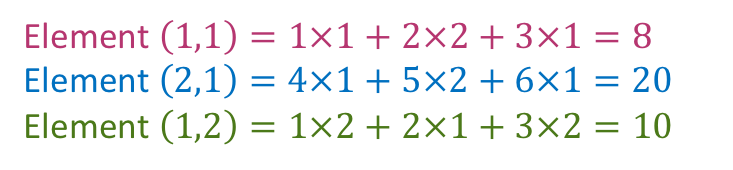 Element (1,1) = 1×1 + 2×2 + 3×1 = 8
Element (2,1) = 4×1 + 5×2 + 6×1 = 20
Element (1,2) = 1×2 + 2×1 + 3×2 = 10